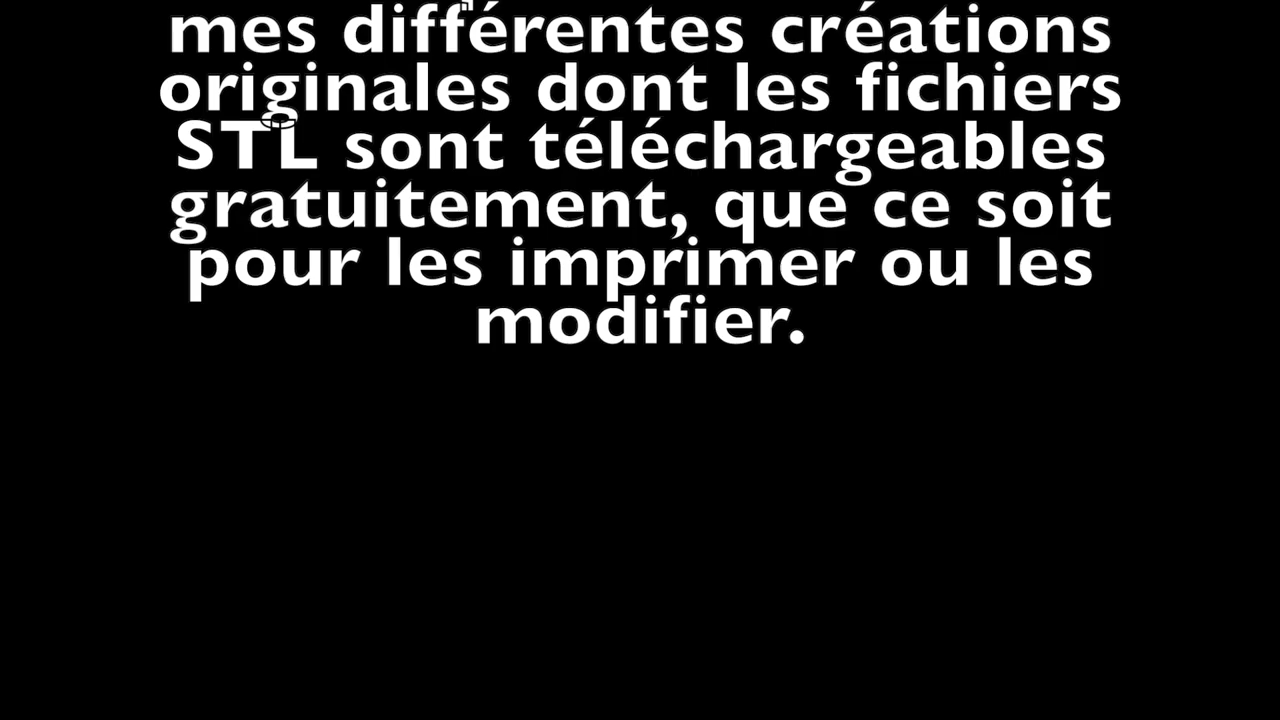 mes différentes créations
originales dont les fichiers
STL sont téléchargeables
gratuitement, que ce soit
pour les imprimer ou les
modifier.